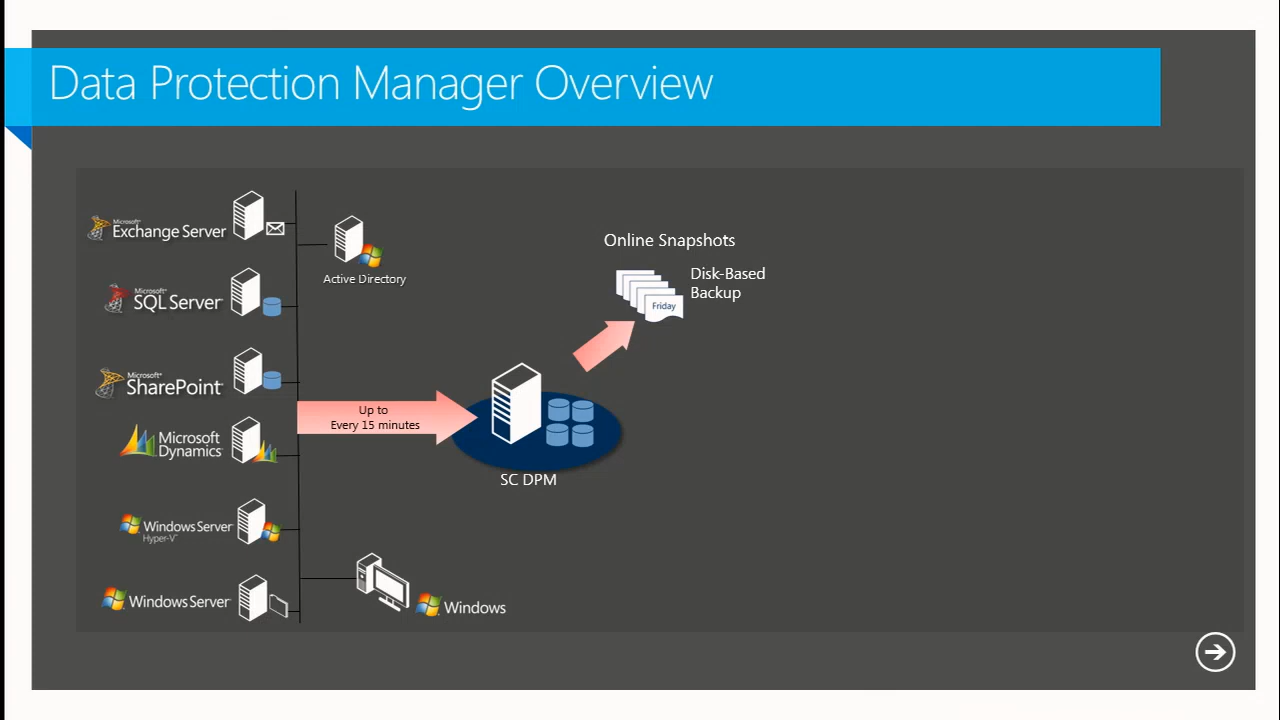 Data Protection Manager Overview
Microsoft
Exchange Server
Active Directory
Microsoft
SQL Server
Microsoft
SharePoint
Microsoft
Dynamics
Windows Server
Hyper-V
Windows Server
Windows
Up to
Every 15 minutes
SC DPM
Online Snapshots
Disk-Based
Backup
Friday